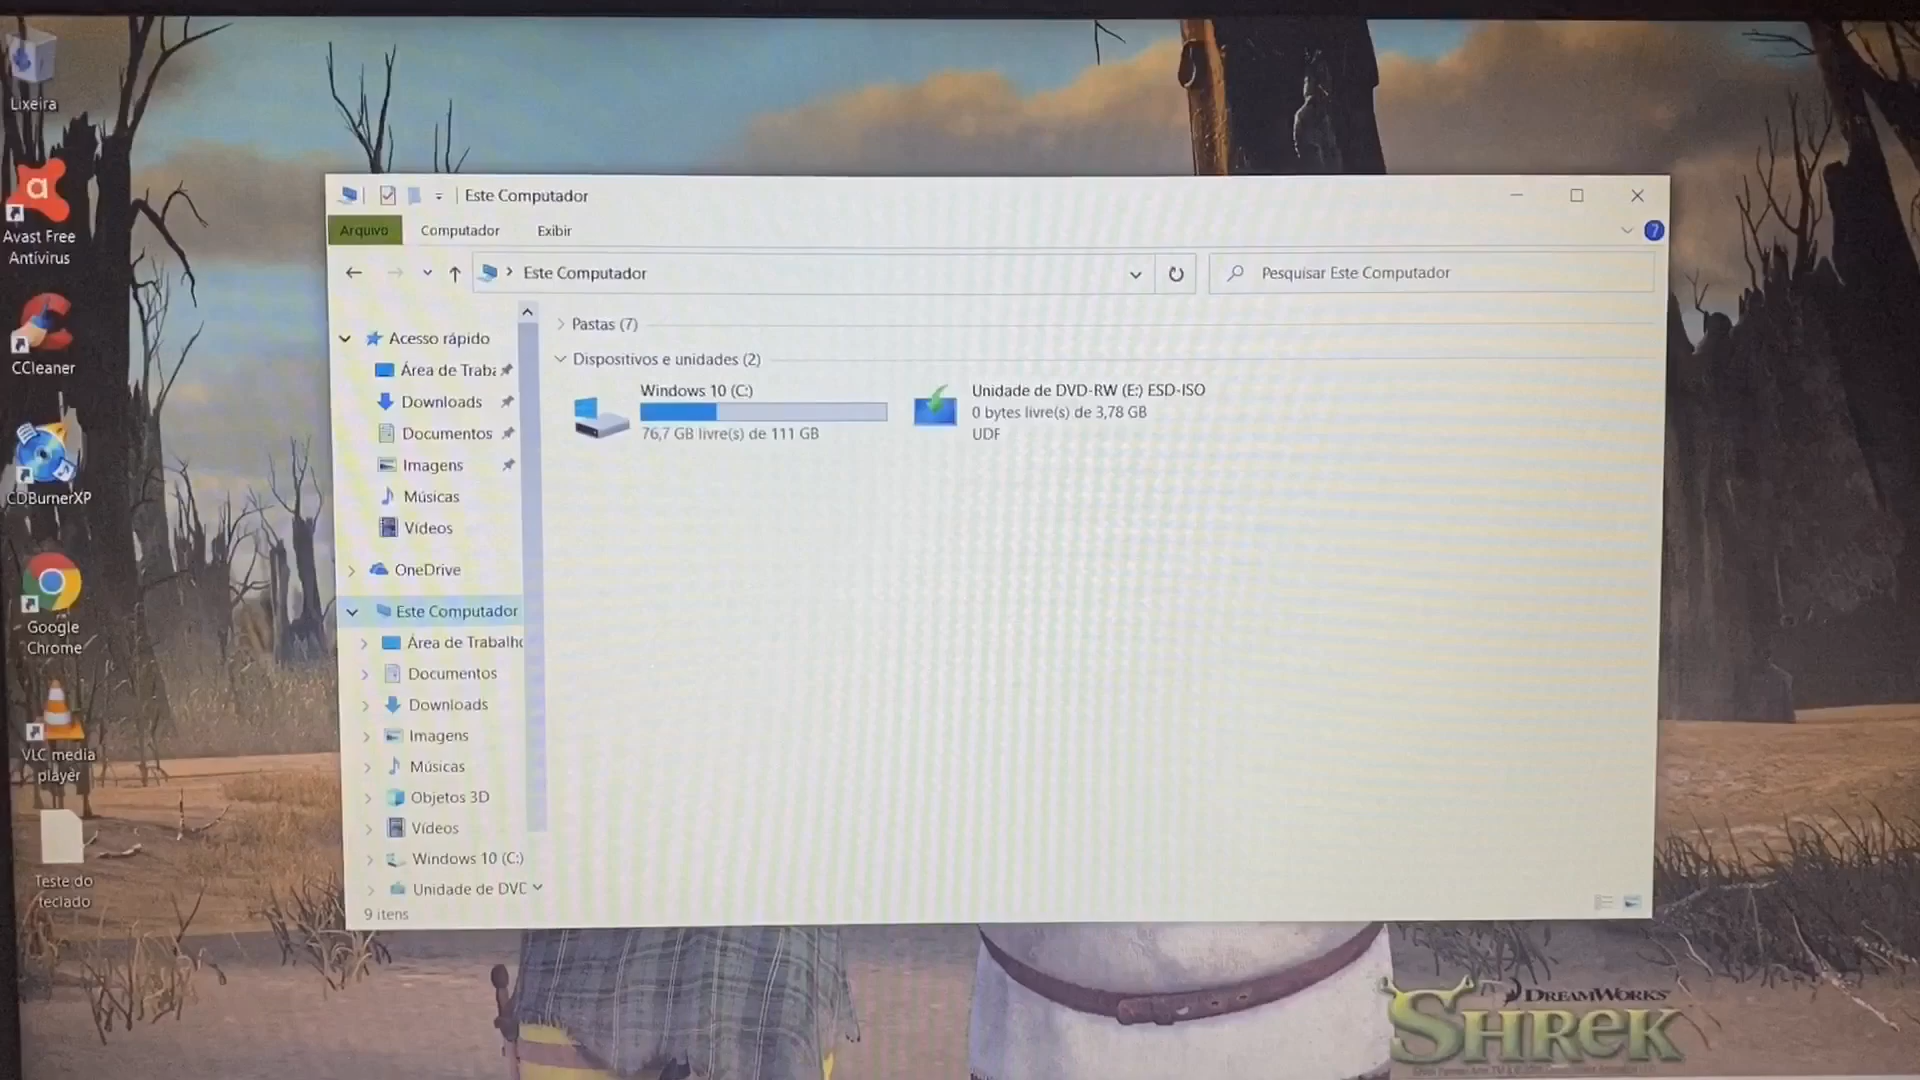 Lixeira
Avast Free
Antivírus
CCleaner
CDBurnerXP
Google
Chrome
VLC media
player
Teste do
teclado
Este Computador
Arquivo Computador Exibir
Este Computador
Pesquisar Este Computador
Acesso rápido
Área de Traba
Downloads
Documentos
Imagens
Músicas
Vídeos
OneDrive
Este Computador
Área de Trabalho
Documentos
Downloads
Imagens
Músicas
Objetos 3D
Vídeos
Windows 10 (C:)
Unidade de DVD
9 itens
Pastas (7)
Dispositivos e unidades (2)
Windows 10 (C:)
76,7 GB livre(s) de 111 GB
Unidade de DVD-RW (E:) ESD-ISO
0 bytes livre(s) de 3,78 GB
UDF
DREAMWORKS
SHREK